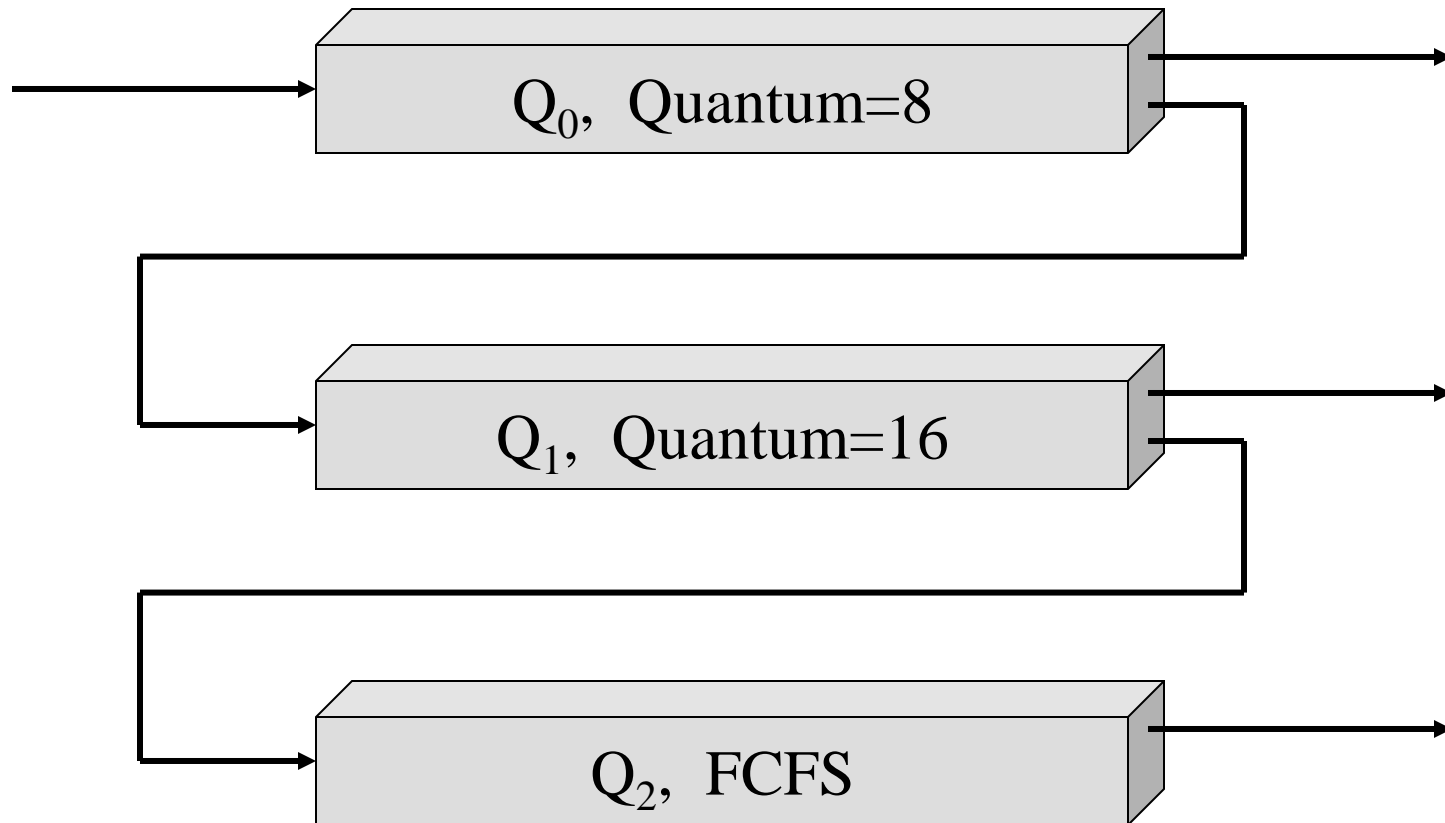 Q₀, Quantum=8
Q₁, Quantum=16
Q₂, FCFS